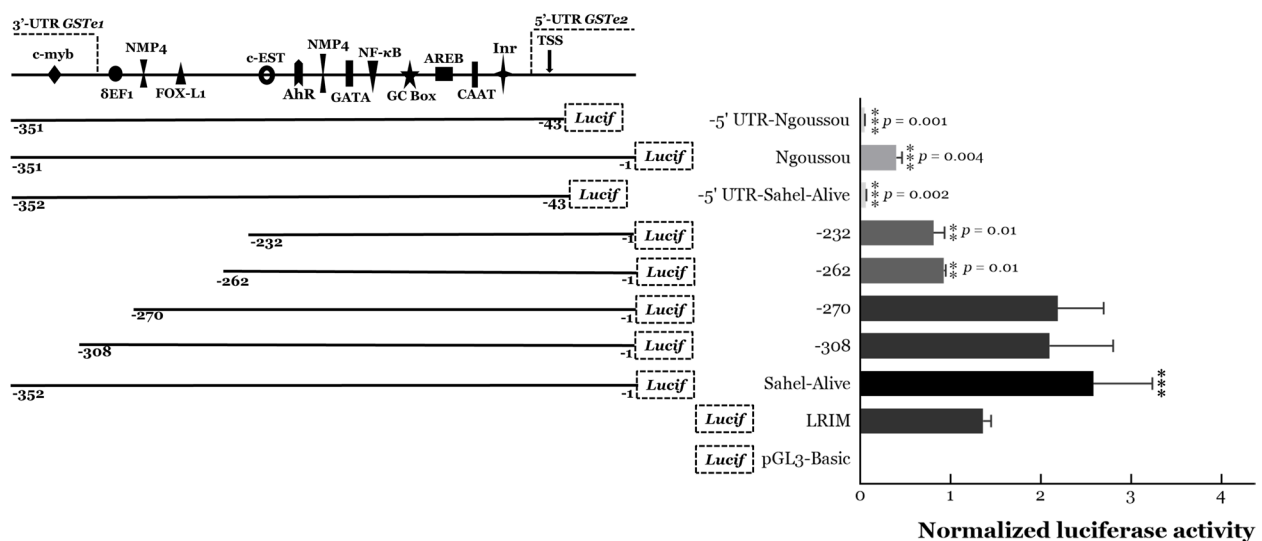 3'-UTR GSTe1
5'-UTR GSTe2
c-myb
NMP4
c-EST
NMP4
NF-κB
AREB
Inr
TSS
δEF1
FOX-L1
AhR
GATA
GC Box
CAAT
-351
-43
Lucif
-5' UTR-Ngoussou
*** p = 0.001
-351
-1
Lucif
Ngoussou
*** p = 0.004
-352
-43
Lucif
-5' UTR-Sahel-Alive
*** p = 0.002
-232
-1
Lucif
-232
** p = 0.01
-262
-1
Lucif
-262
** p = 0.01
-270
-1
Lucif
-270
-308
-1
Lucif
-308
-352
-1
Lucif
Sahel-Alive
***
Lucif
LRIM
Lucif
pGL3-Basic
0 1 2 3 4
Normalized luciferase activity